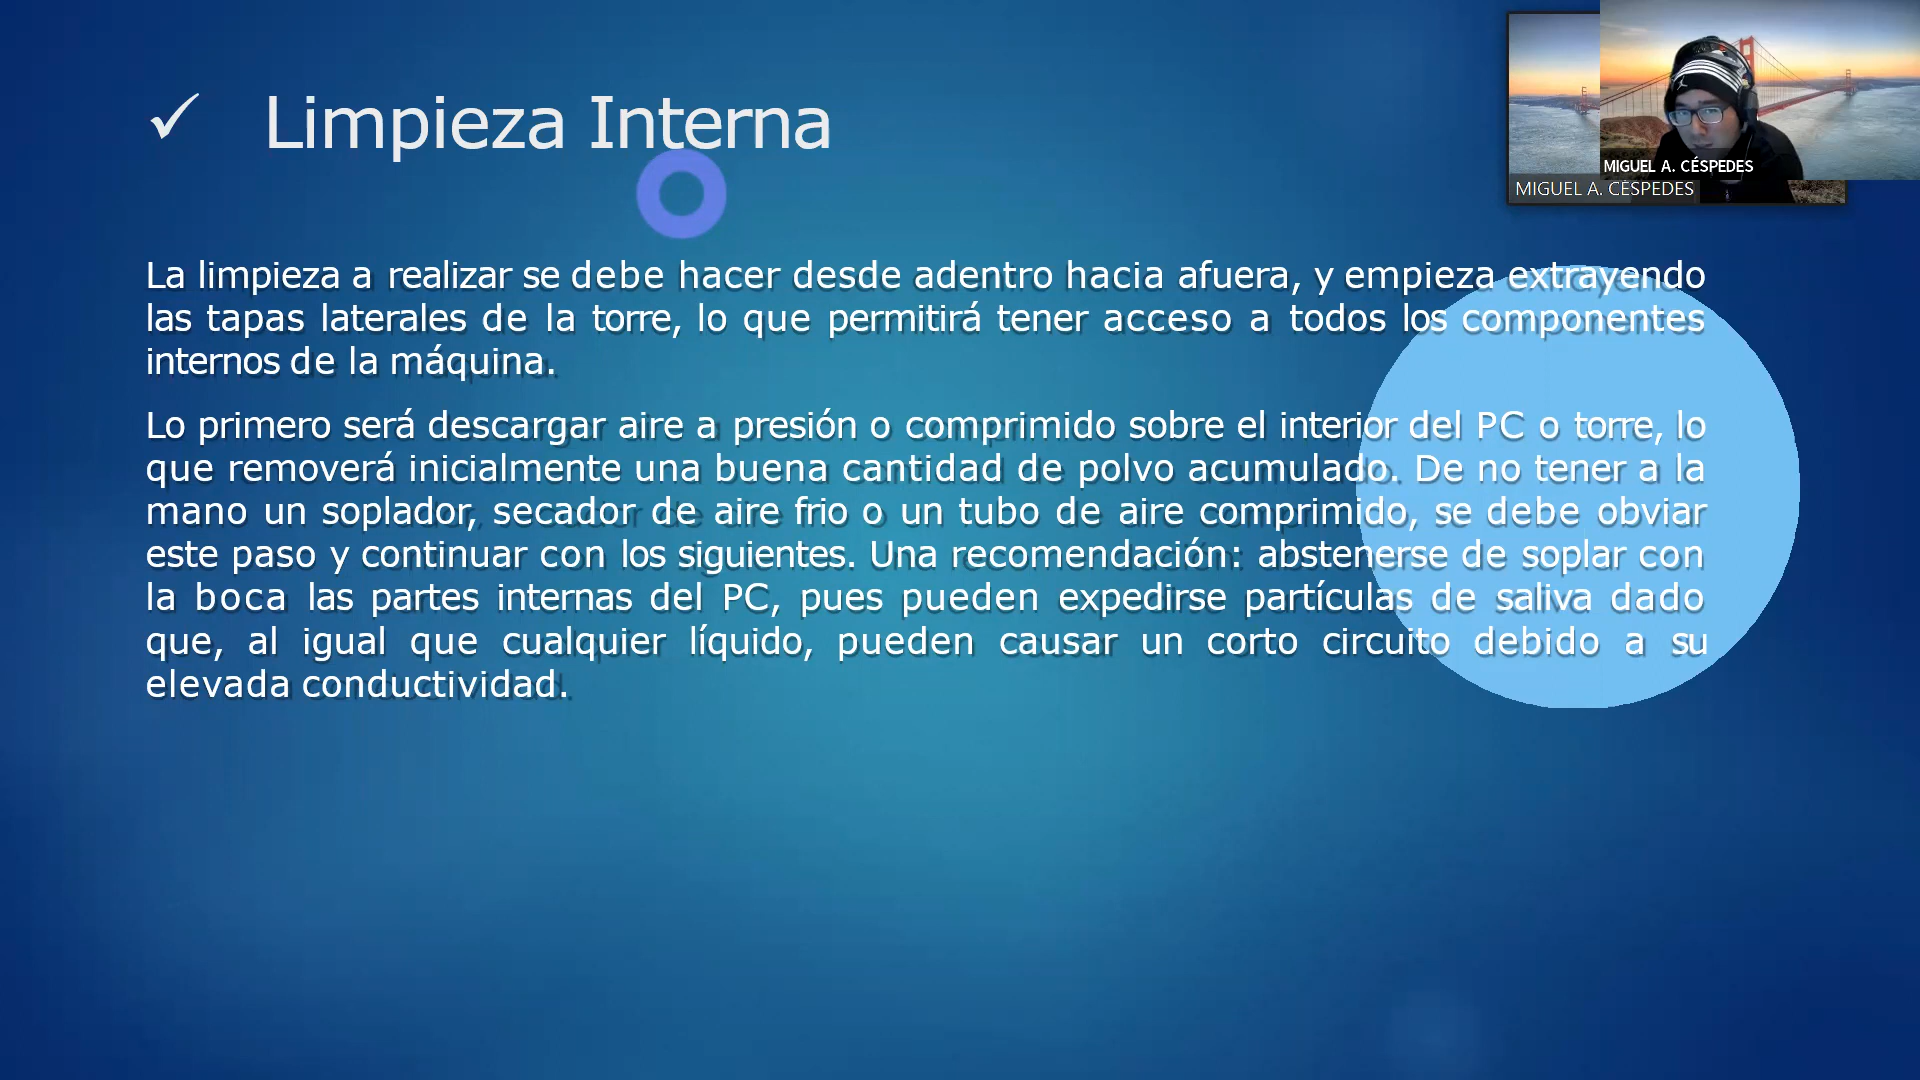 ✓ Limpieza Interna
MIGUEL A. CÉSPEDES
MIGUEL A. CÉSPEDES
La limpieza a realizar se debe hacer desde adentro hacia afuera, y empieza extrayendo
las tapas laterales de la torre, lo que permitirá tener acceso a todos los componentes
internos de la máquina.
Lo primero será descargar aire a presión o comprimido sobre el interior del PC o torre, lo
que removerá inicialmente una buena cantidad de polvo acumulado. De no tener a la
mano un soplador, secador de aire frio o un tubo de aire comprimido, se debe obviar
este paso y continuar con los siguientes. Una recomendación: abstenerse de soplar con
la boca las partes internas del PC, pues pueden expedirse partículas de saliva dado
que, al igual que cualquier líquido, pueden causar un corto circuito debido a su
elevada conductividad.